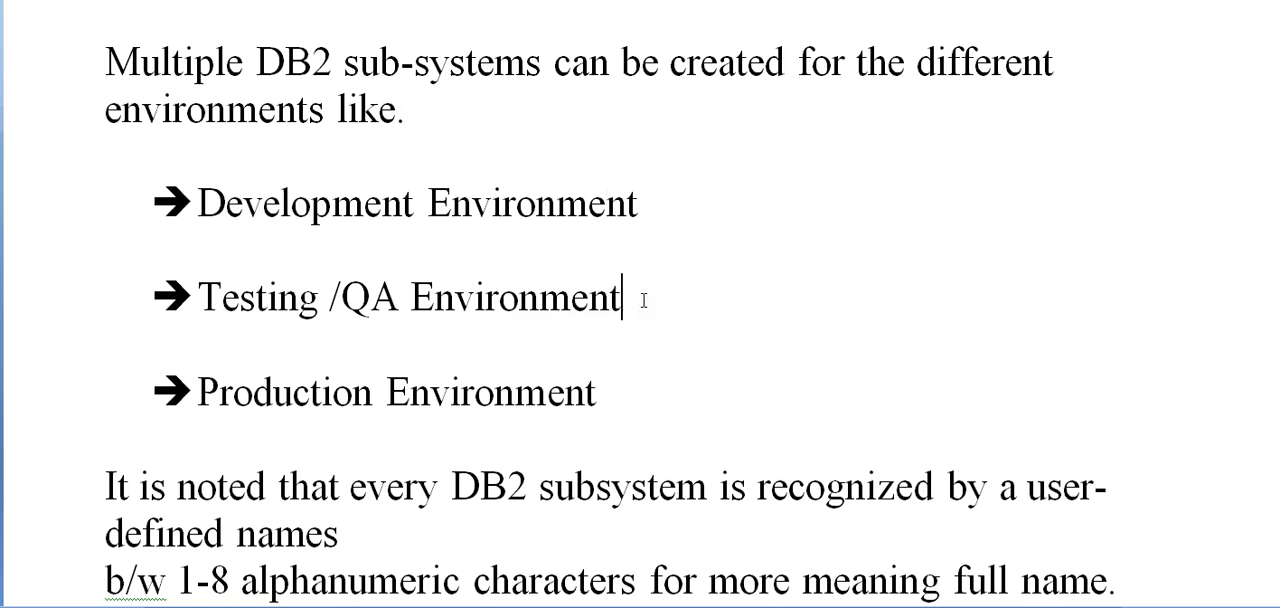 Multiple DB2 sub-systems can be created for the different
environments like.
➔Development Environment
➔Testing /QA Environment
➔Production Environment
It is noted that every DB2 subsystem is recognized by a user-
defined names
b/w 1-8 alphanumeric characters for more meaning full name.